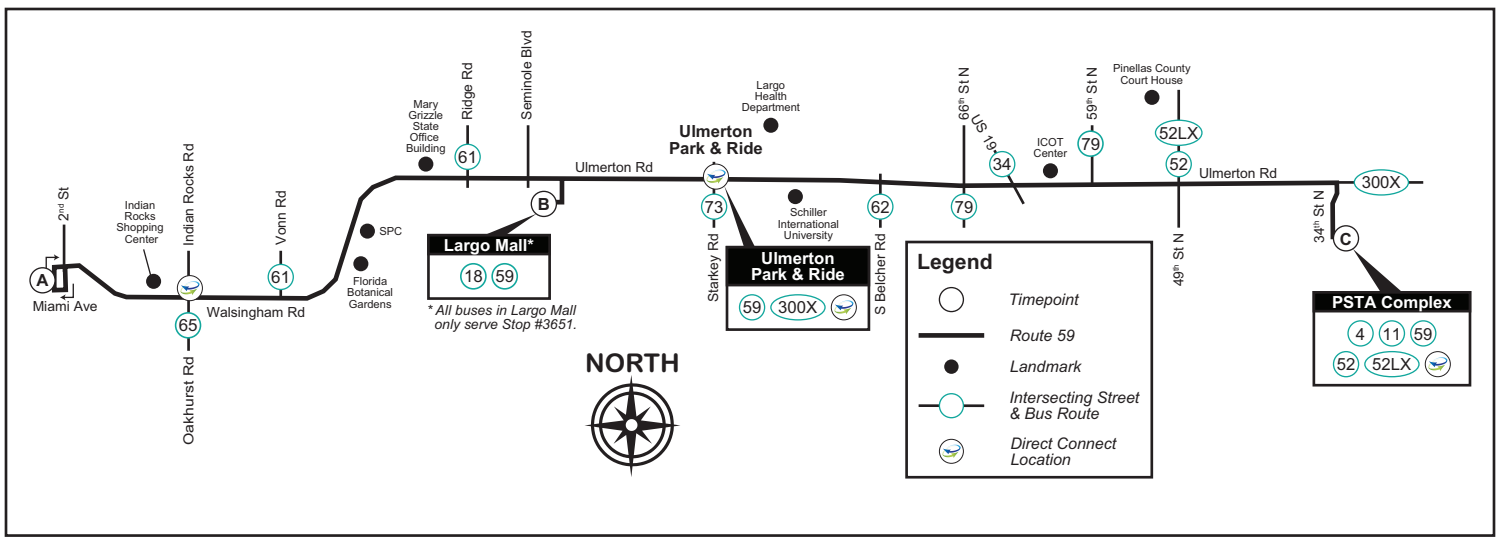 A
2nd St
Miami Ave
Indian
Rocks
Shopping
Center
Indian Rocks Rd
65
Oakhurst Rd
Walsingham Rd
Vonn Rd
61
SPC
Florida
Botanical
Gardens
Mary
Grizzle
State
Office
Building
Ridge Rd
61
Seminole Blvd
B
Largo Mall*
18 59
* All buses in Largo Mall
only serve Stop #3651.
Ulmerton Rd
Ulmerton
Park & Ride
73
Starkey Rd
Largo
Health
Department
Schiller
International
University
Ulmerton
Park & Ride
59 300X
62
S Belcher Rd
66th St N
79
US 19
34
ICOT
Center
59th St N
79
Pinellas County
Court House
52LX
52
49th St N
Ulmerton Rd
300X
34th St N
C
PSTA Complex
4 11 59
52 52LX
NORTH
Legend
Timepoint
Route 59
Landmark
Intersecting Street
& Bus Route
Direct Connect
Location